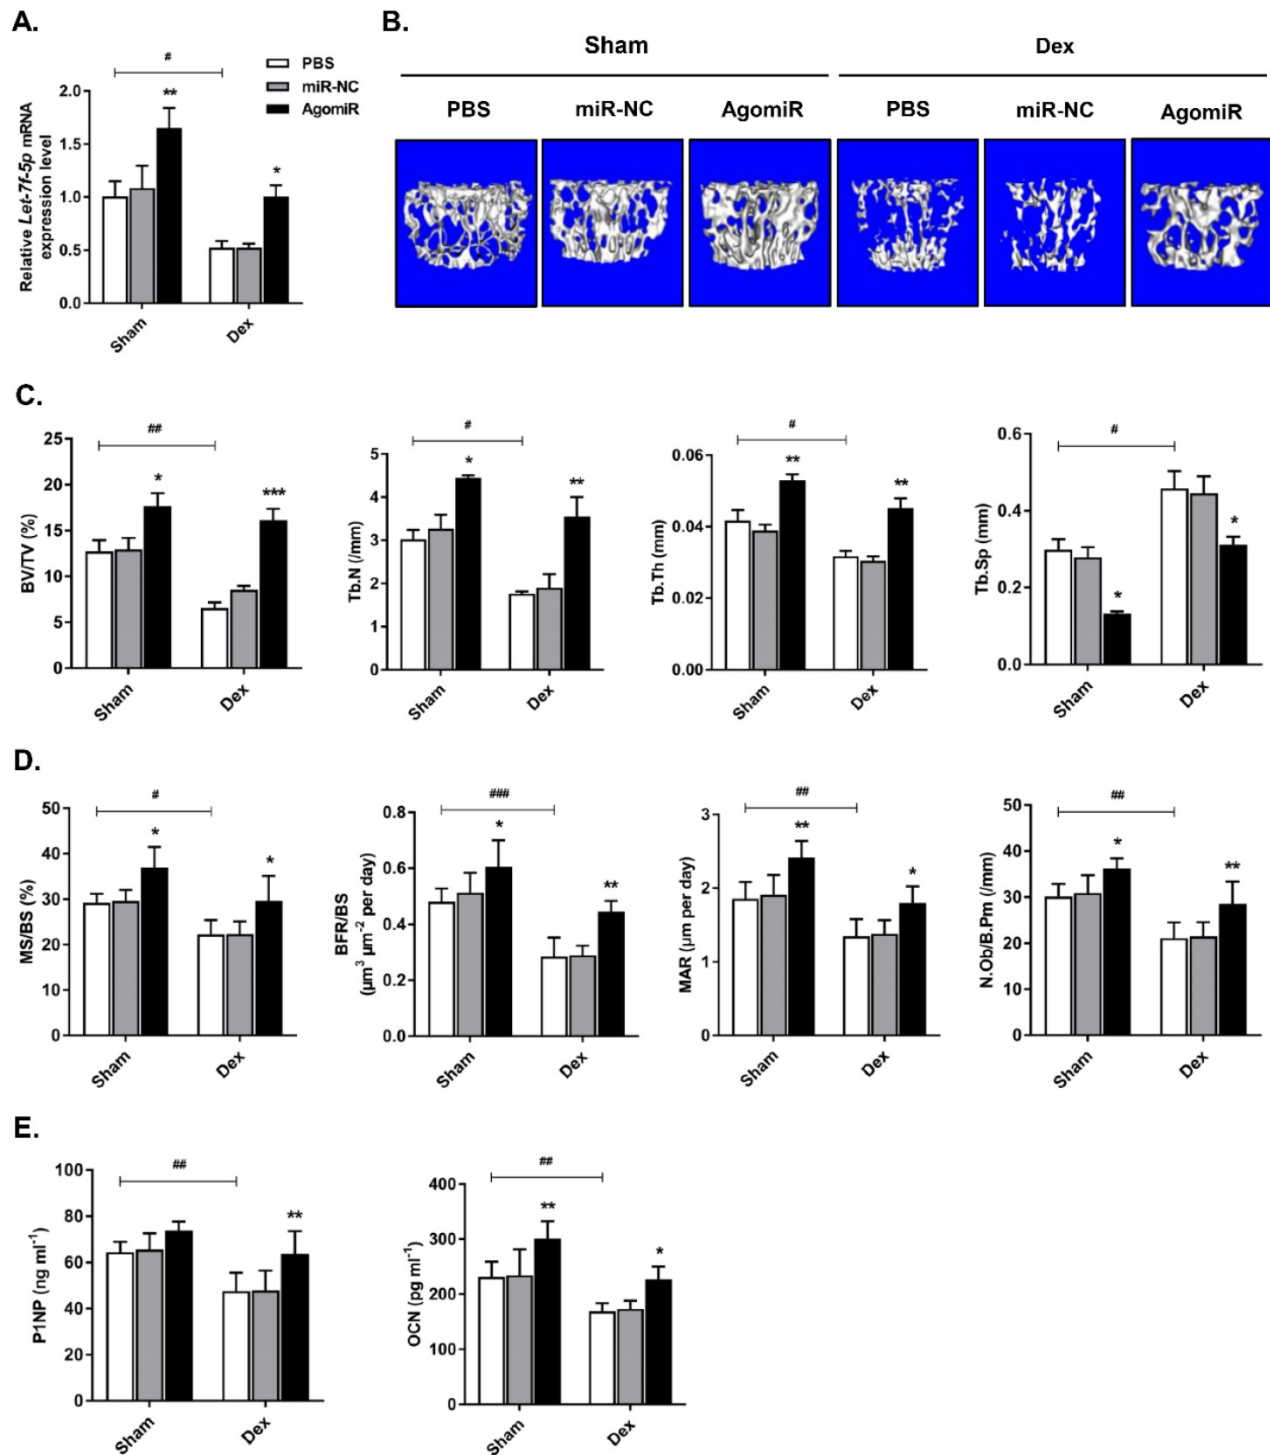 A.
#
PBS
miR-NC
AgomiR
**
*
2.0
1.5
1.0
0.5
0.0
Relative Let-7f-5p mRNA
expression level
Sham
Dex
B.
Sham
Dex
PBS
miR-NC
AgomiR
PBS
miR-NC
AgomiR
C.
##
*
***
25
20
15
10
5
0
BV/TV (%)
Sham
Dex
#
*
**
5
4
3
2
1
0
Tb.N (/mm)
Sham
Dex
#
**
**
0.06
0.04
0.02
0.00
Tb.Th (mm)
Sham
Dex
#
*
*
0.6
0.4
0.2
0.0
Tb.Sp (mm)
Sham
Dex
D.
#
*
*
50
40
30
20
10
0
MS/BS (%)
Sham
Dex
###
*
**
0.8
0.6
0.4
0.2
0.0
BFR/BS
(µm³ µm⁻² per day)
Sham
Dex
##
**
*
3
2
1
0
MAR (µm per day)
Sham
Dex
##
*
**
50
40
30
20
10
0
N.Ob/B.Pm (/mm)
Sham
Dex
E.
##
**
100
80
60
40
20
0
P1NP (ng ml⁻¹)
Sham
Dex
##
**
*
400
300
200
100
0
OCN (pg ml⁻¹)
Sham
Dex